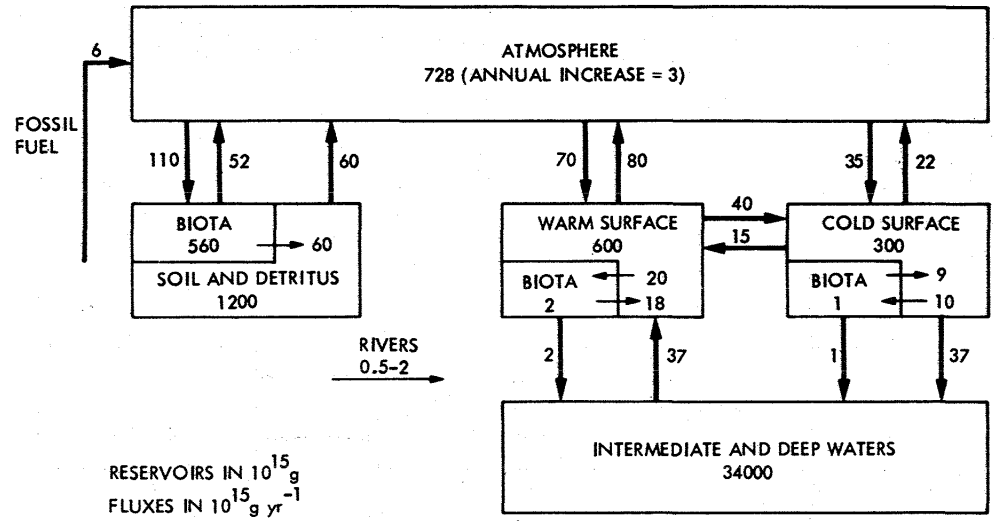 ATMOSPHERE
728 (ANNUAL INCREASE = 3)
6
FOSSIL
FUEL
110
52
60
70
80
35
22
BIOTA
560
60
SOIL AND DETRITUS
1200
WARM SURFACE
600
BIOTA
2
20
18
40
15
COLD SURFACE
300
BIOTA
1
9
10
2
37
1
37
RIVERS
0.5-2
INTERMEDIATE AND DEEP WATERS
34000
RESERVOIRS IN 10^15 g
FLUXES IN 10^15 g yr^-1